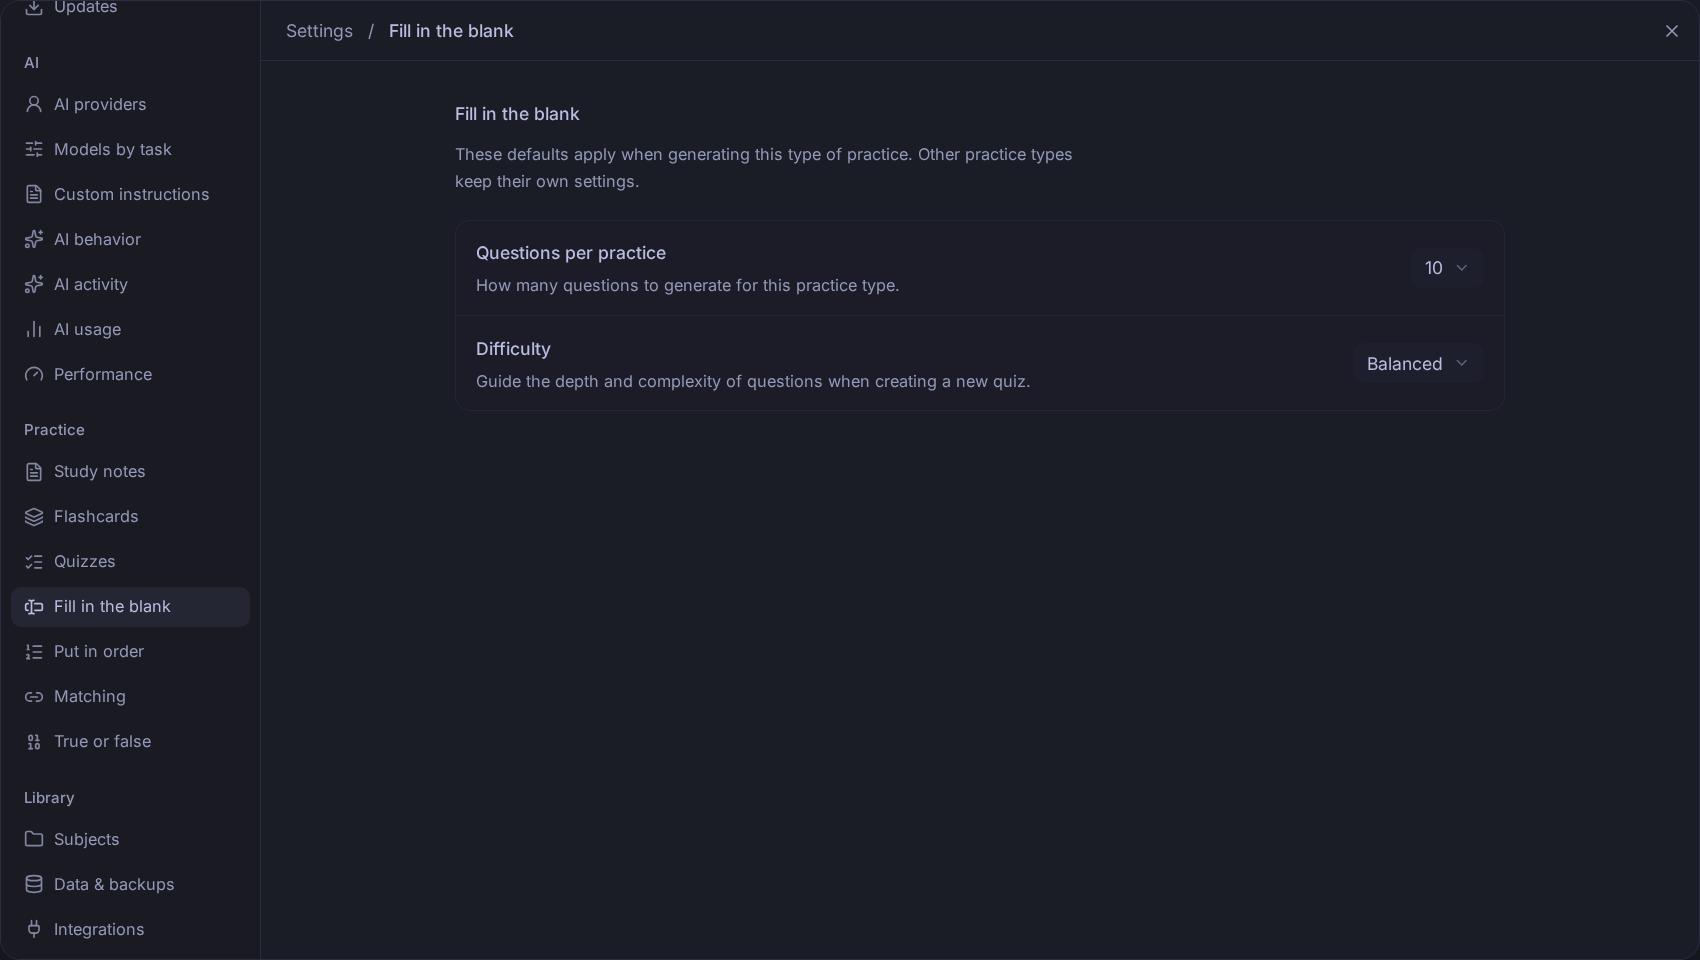 Updates
AI
AI providers
Models by task
Custom instructions
AI behavior
AI activity
AI usage
Performance
Practice
Study notes
Flashcards
Quizzes
Fill in the blank
Put in order
Matching
True or false
Library
Subjects
Data & backups
Integrations
Settings / Fill in the blank
Fill in the blank
These defaults apply when generating this type of practice. Other practice types
keep their own settings.
Questions per practice
How many questions to generate for this practice type.
10
Difficulty
Guide the depth and complexity of questions when creating a new quiz.
Balanced